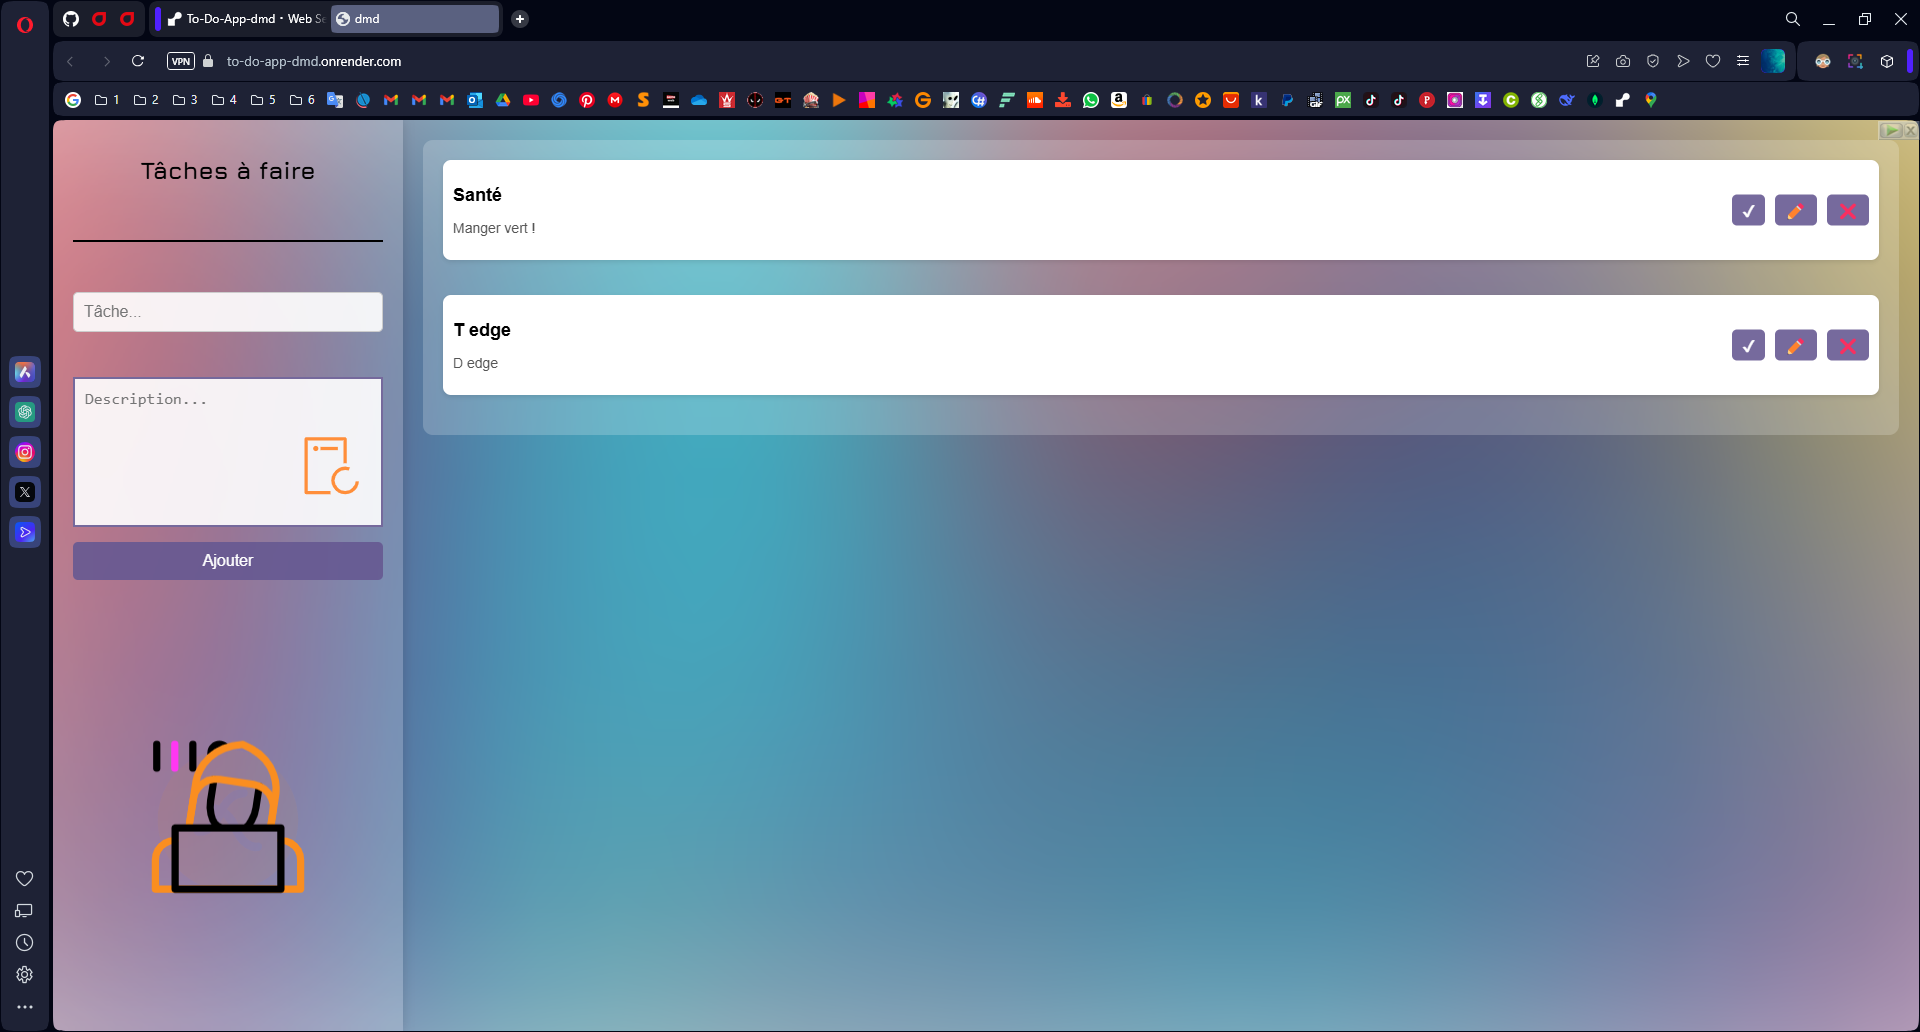 To-Do-App-dmd • Web Se
dmd
VPN
to-do-app-dmd.onrender.com
1 2 3 4 5 6
Tâches à faire
Tâche...
Description...
Ajouter
Santé
Manger vert !
T edge
D edge